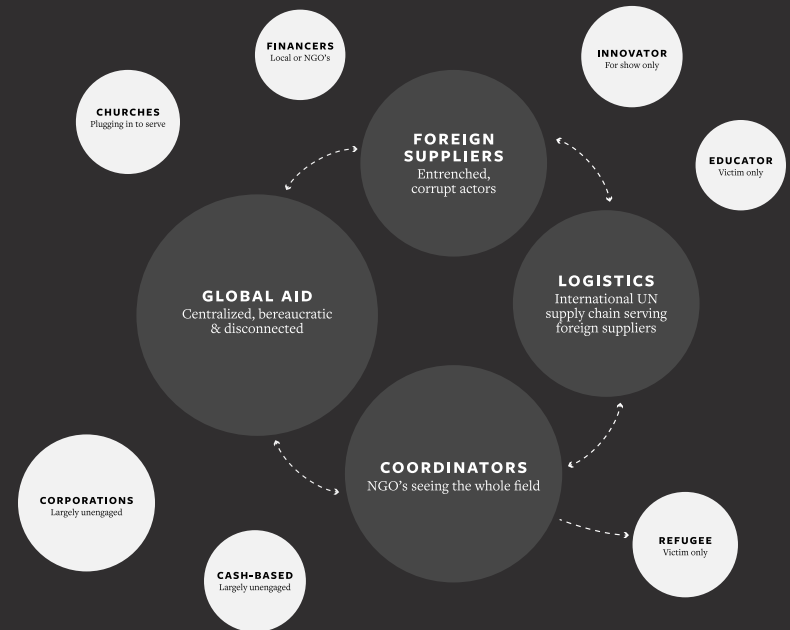 FINANCERS
Local or NGO's
INNOVATOR
For show only
CHURCHES
Plugging in to serve
FOREIGN
SUPPLIERS
Entrenched,
corrupt actors
EDUCATOR
Victim only
GLOBAL AID
Centralized, bereaucratic
& disconnected
LOGISTICS
International UN
supply chain serving
foreign suppliers
COORDINATORS
NGO's seeing the whole field
CORPORATIONS
Largely unengaged
CASH-BASED
Largely unengaged
REFUGEE
Victim only